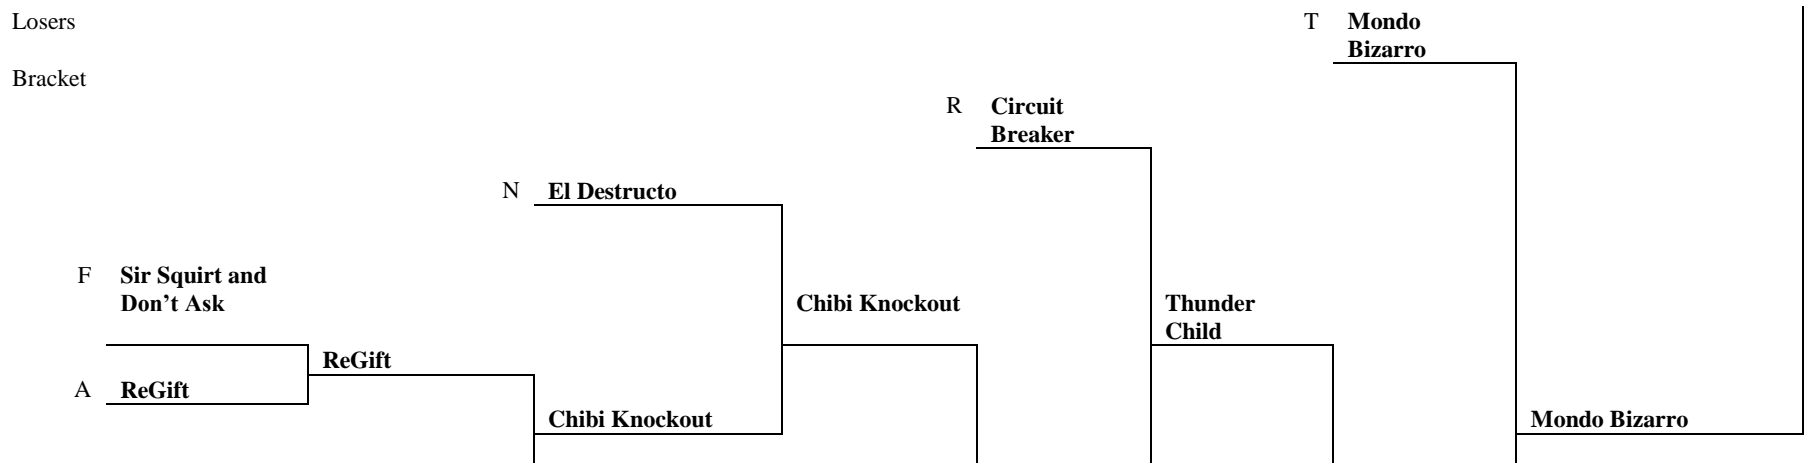 Losers
T Mondo
Bizarro
Bracket
R Circuit
Breaker
N El Destructo
F Sir Squirt and
Don’t Ask
Chibi Knockout
Thunder
Child
ReGift
A ReGift
Chibi Knockout
Mondo Bizarro